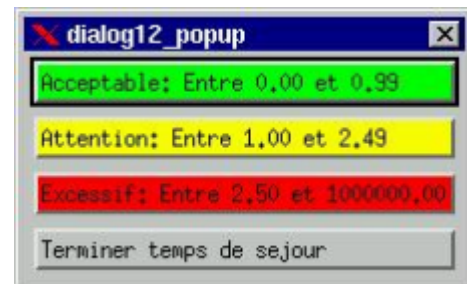 dialog12_popup
Acceptable: Entre 0.00 et 0.99
Attention: Entre 1.00 et 2.49
Excessif: Entre 2.50 et 1000000.00
Terminer temps de sejour